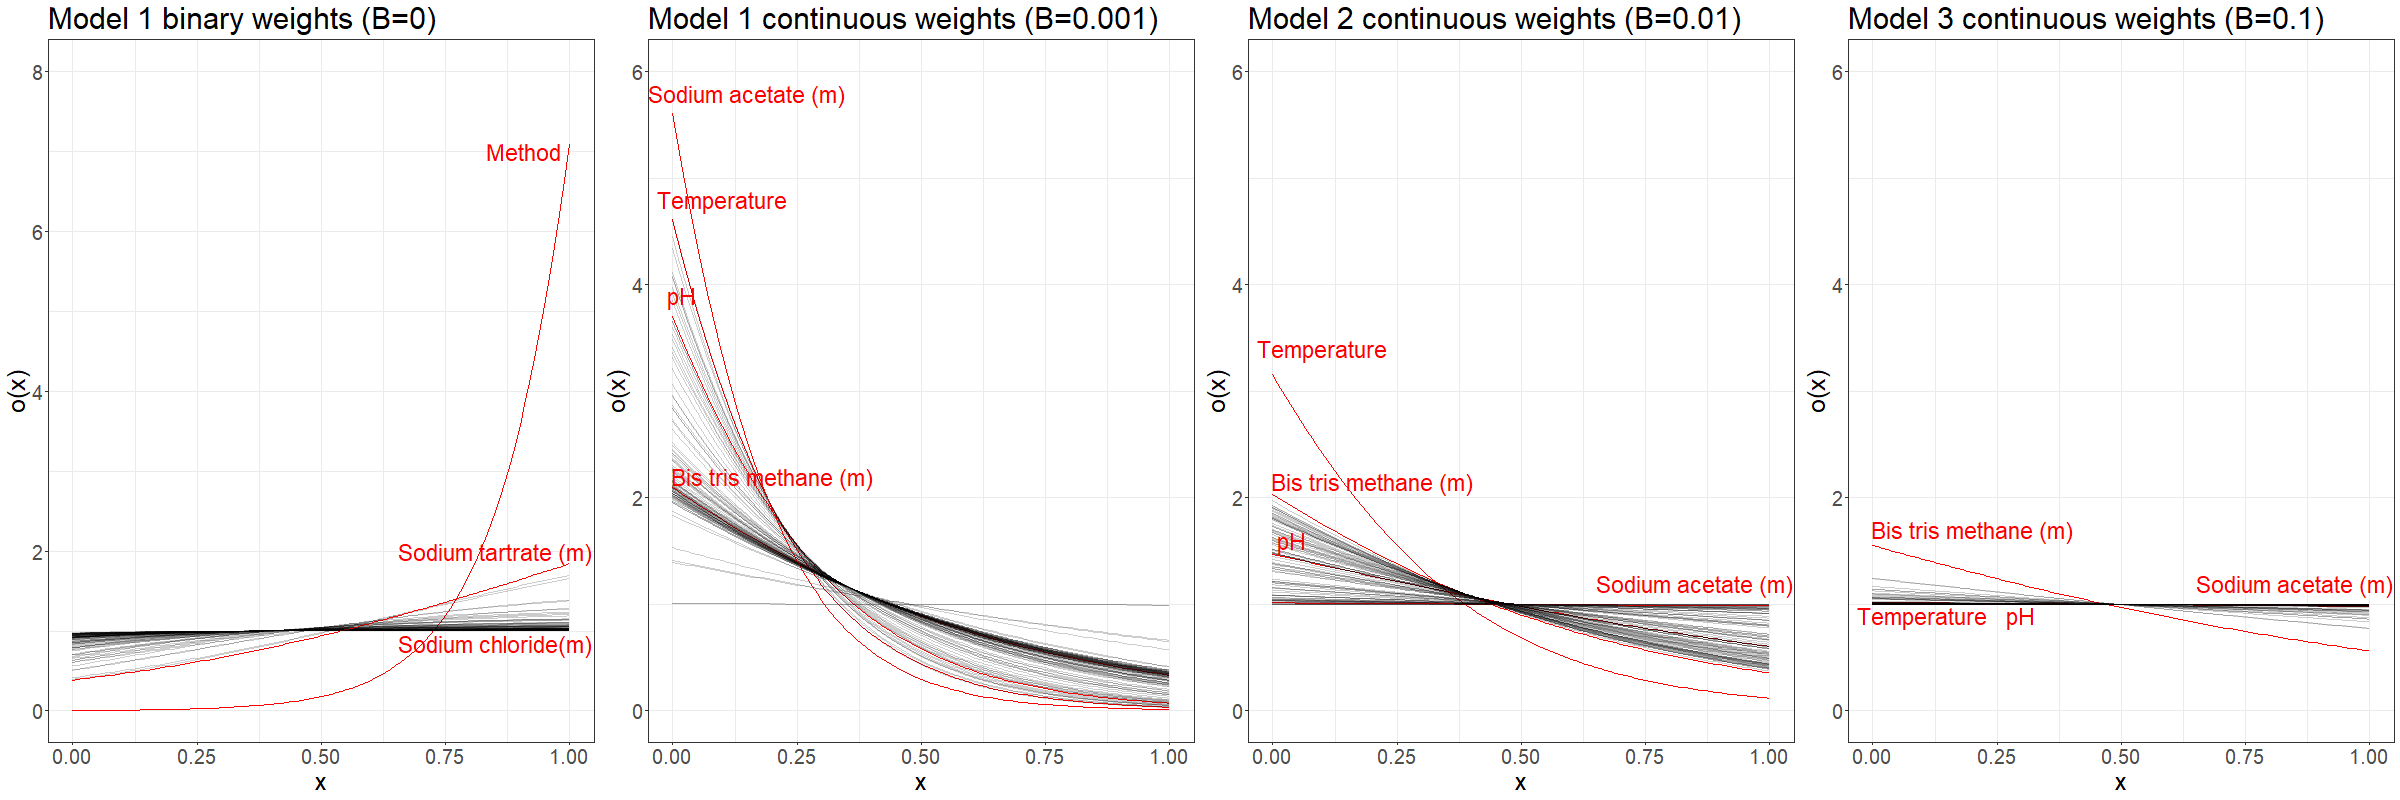 Model 1 binary weights (B=0)
8
6
4
2
0
o(x)
Method
Sodium tartrate (m)
Sodium chloride(m)
0.00 0.25 0.50 0.75 1.00
x
Model 1 continuous weights (B=0.001)
6
4
2
0
o(x)
Sodium acetate (m)
Temperature
pH
Bis tris methane (m)
0.00 0.25 0.50 0.75 1.00
x
Model 2 continuous weights (B=0.01)
6
4
2
0
o(x)
Temperature
Bis tris methane (m)
pH
Sodium acetate (m)
0.00 0.25 0.50 0.75 1.00
x
Model 3 continuous weights (B=0.1)
6
4
2
0
o(x)
Bis tris methane (m)
Sodium acetate (m)
Temperature pH
0.00 0.25 0.50 0.75 1.00
x